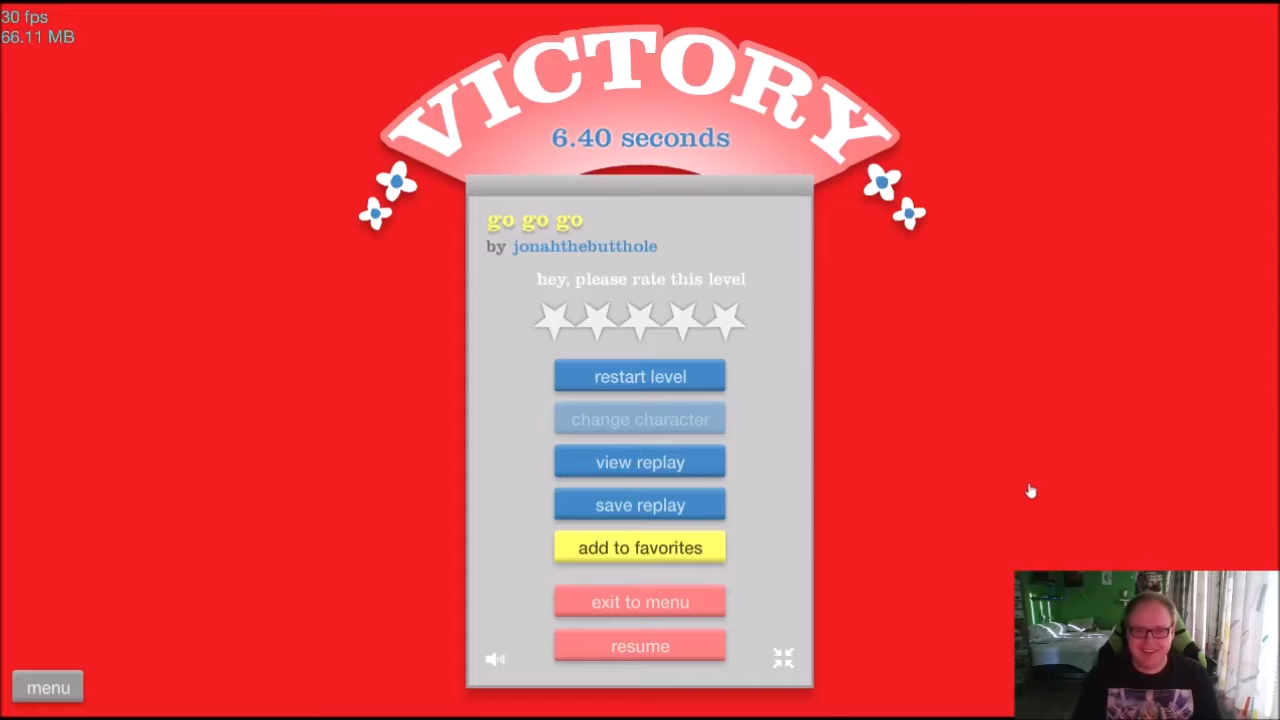 30 fps
66.11 MB
VICTORY
6.40 seconds
go go go
by jonahthebutthole
hey, please rate this level
restart level
change character
view replay
save replay
add to favorites
exit to menu
resume
menu